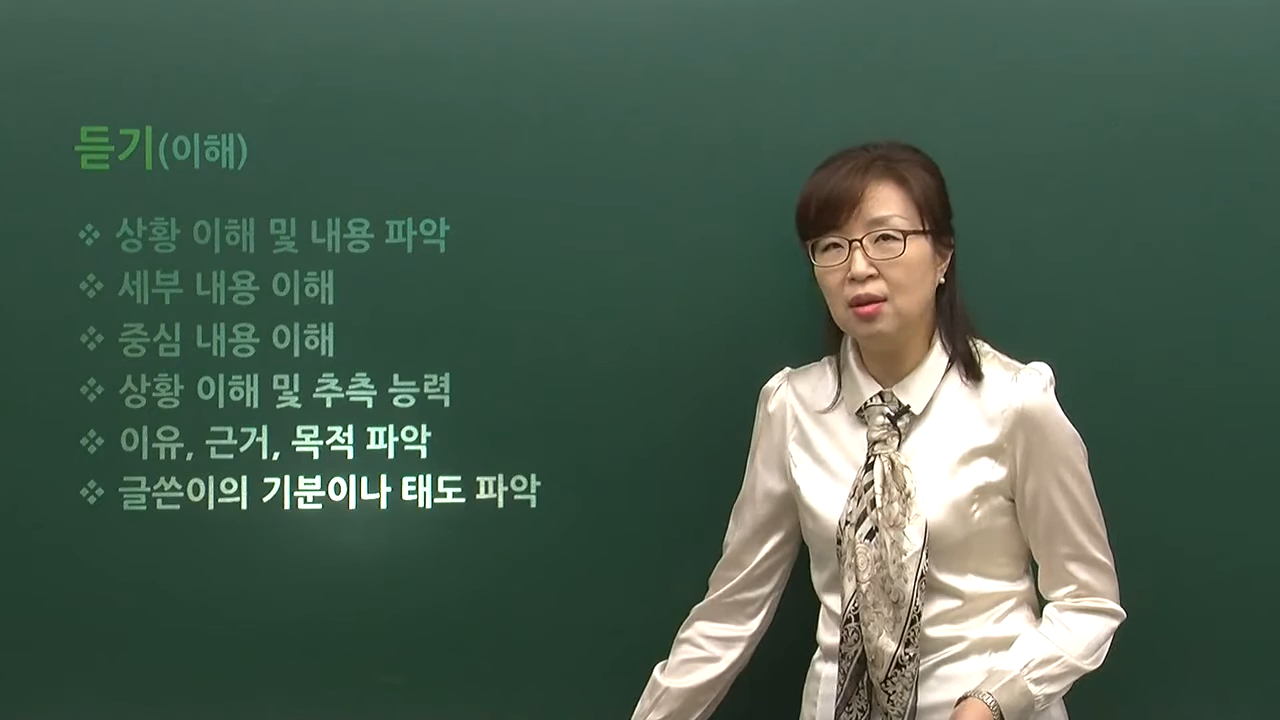 듣기(이해)
❖ 상황 이해 및 내용 파악
❖ 세부 내용 이해
❖ 중심 내용 이해
❖ 상황 이해 및 추측 능력
❖ 이유, 근거, 목적 파악
❖ 글쓴이의 기분이나 태도 파악